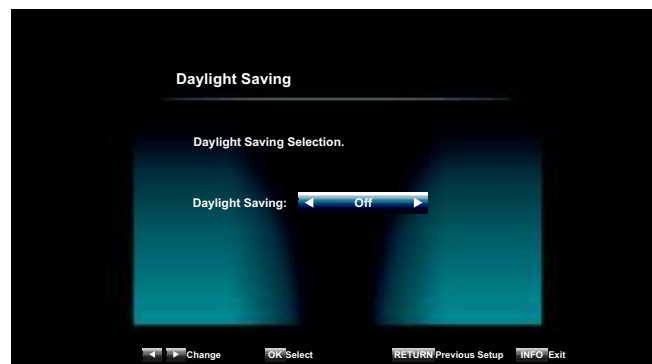 Daylight Saving
Daylight Saving Selection.
Daylight Saving: ◀ Off ▶
◀ ▶ Change OK Select RETURN Previous Setup INFO Exit